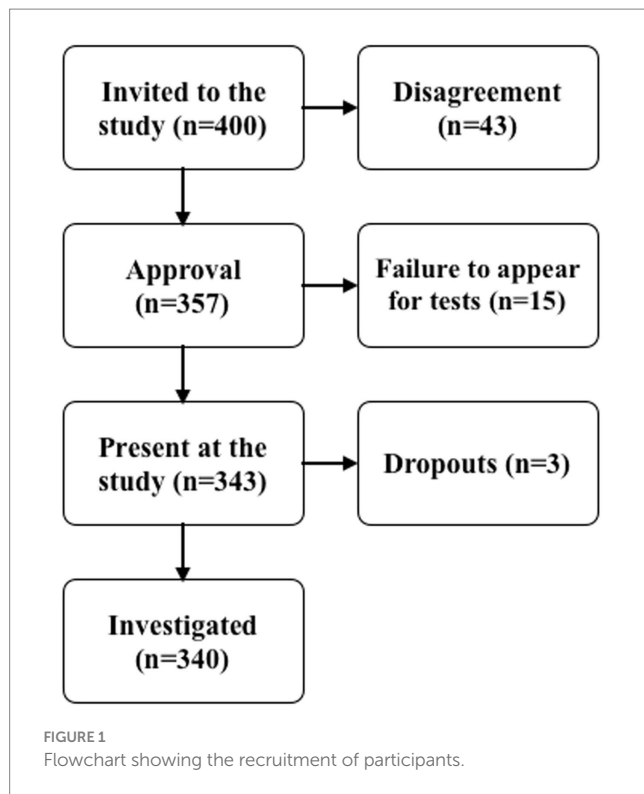 Invited to the
study (n=400)
Disagreement
(n=43)
Approval
(n=357)
Failure to appear
for tests (n=15)
Present at the
study (n=343)
Dropouts (n=3)
Investigated
(n=340)
FIGURE 1
Flowchart showing the recruitment of participants.